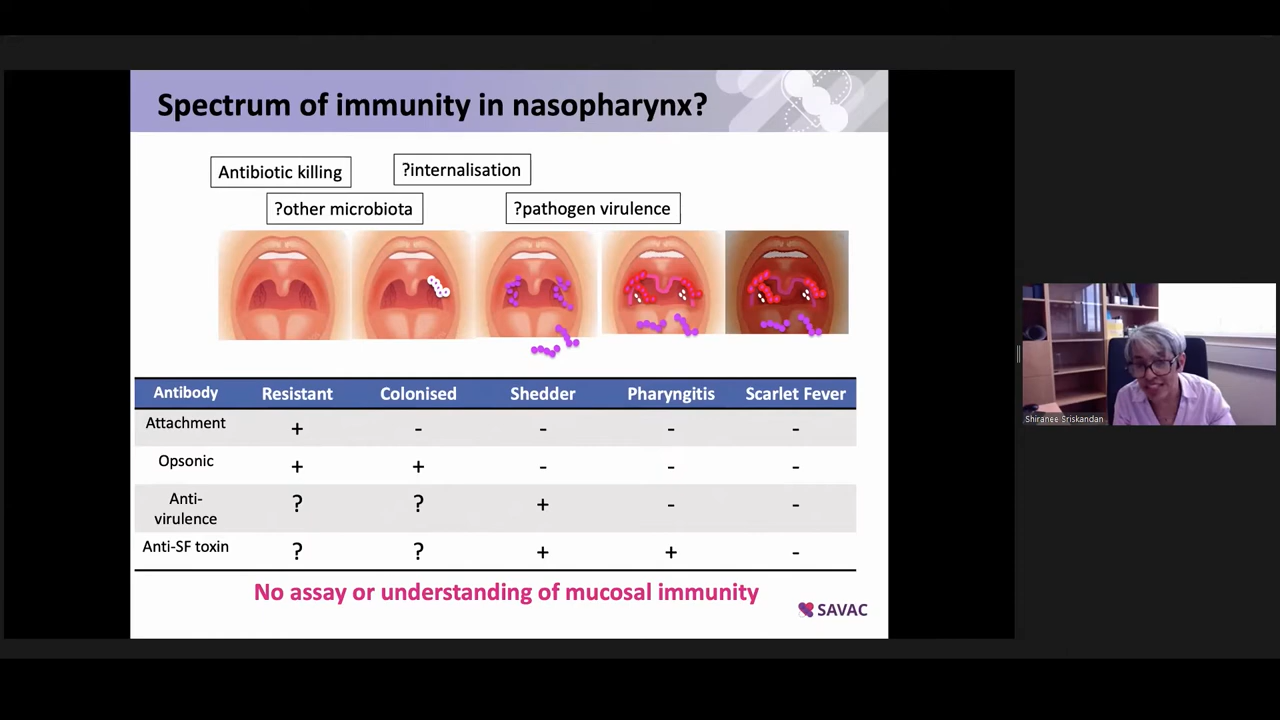 Spectrum of immunity in nasopharynx?
Antibiotic killing
?internalisation
?other microbiota
?pathogen virulence
Antibody Resistant Colonised Shedder Pharyngitis Scarlet Fever
Attachment + - - - -
Opsonic + + - - -
Anti-
virulence ? ? + - -
Anti-SF toxin ? ? + + -
No assay or understanding of mucosal immunity
SAVAC
Shiranee Sriskandan